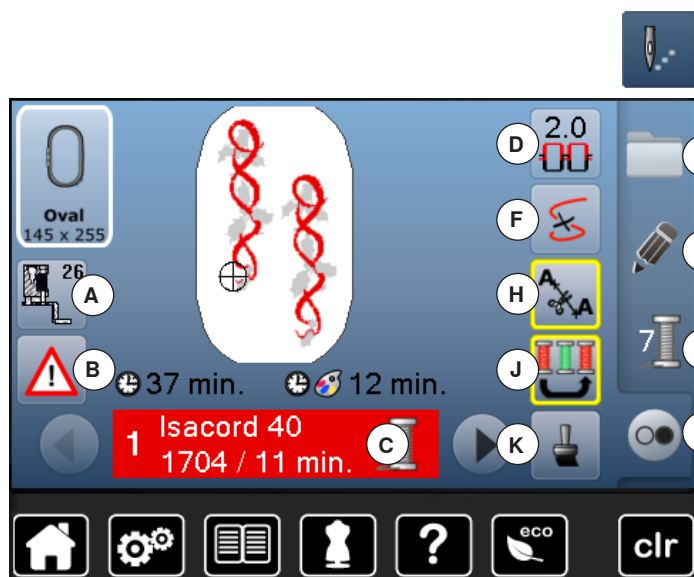 2.0
D
Oval
145 x 255
F
26
A
H
A
A
B
7
J
37 min.
12 min.
1
Isacord 40
1704 / 11 min.
C
K
?
eco
clr